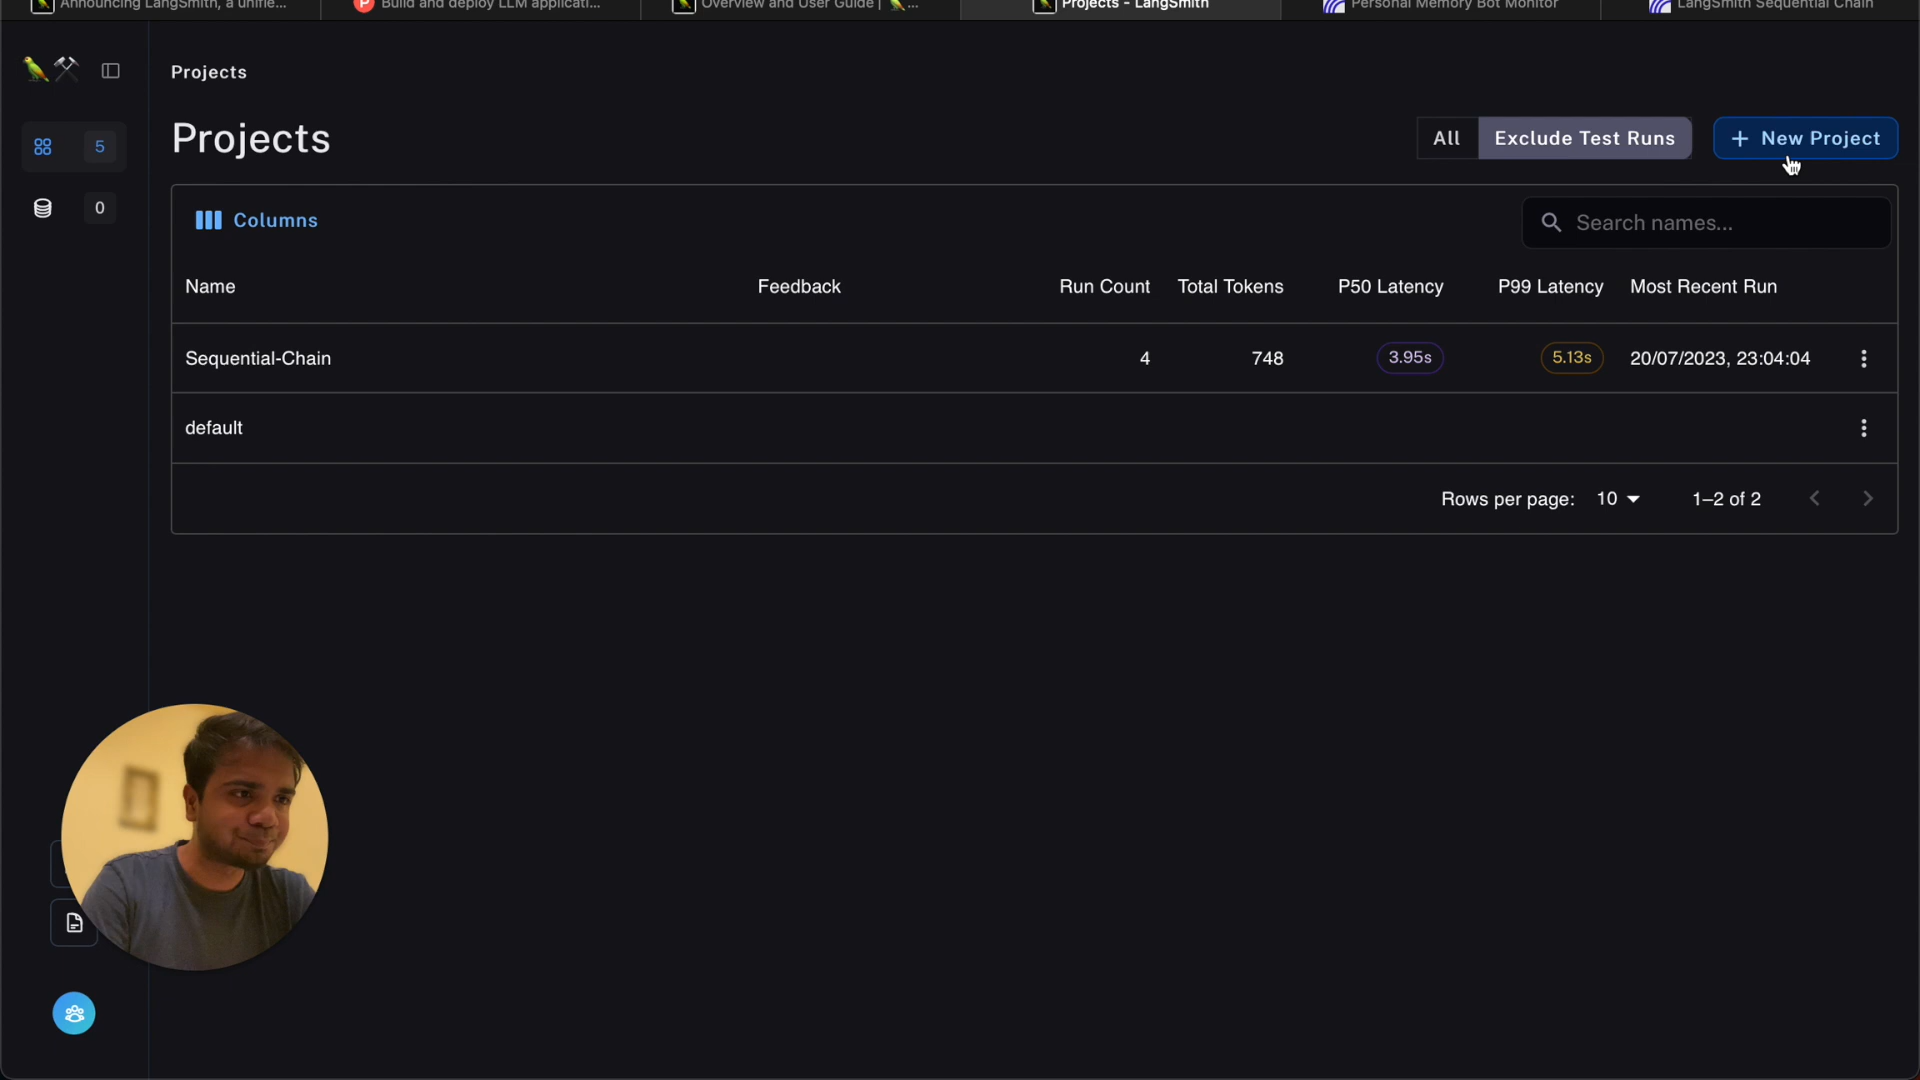 Announcing LangSmith, a unifie...
Build and deploy LLM applicati...
Overview and User Guide | 🦜...
Projects - LangSmith
Personal Memory Bot Monitor
LangSmith Sequential Chain
Projects
5
0
Projects
All
Exclude Test Runs
+ New Project
Columns
Search names...
Name Feedback Run Count Total Tokens P50 Latency P99 Latency Most Recent Run
Sequential-Chain 4 748 3.95s 5.13s 20/07/2023, 23:04:04
default
Rows per page: 10 1–2 of 2